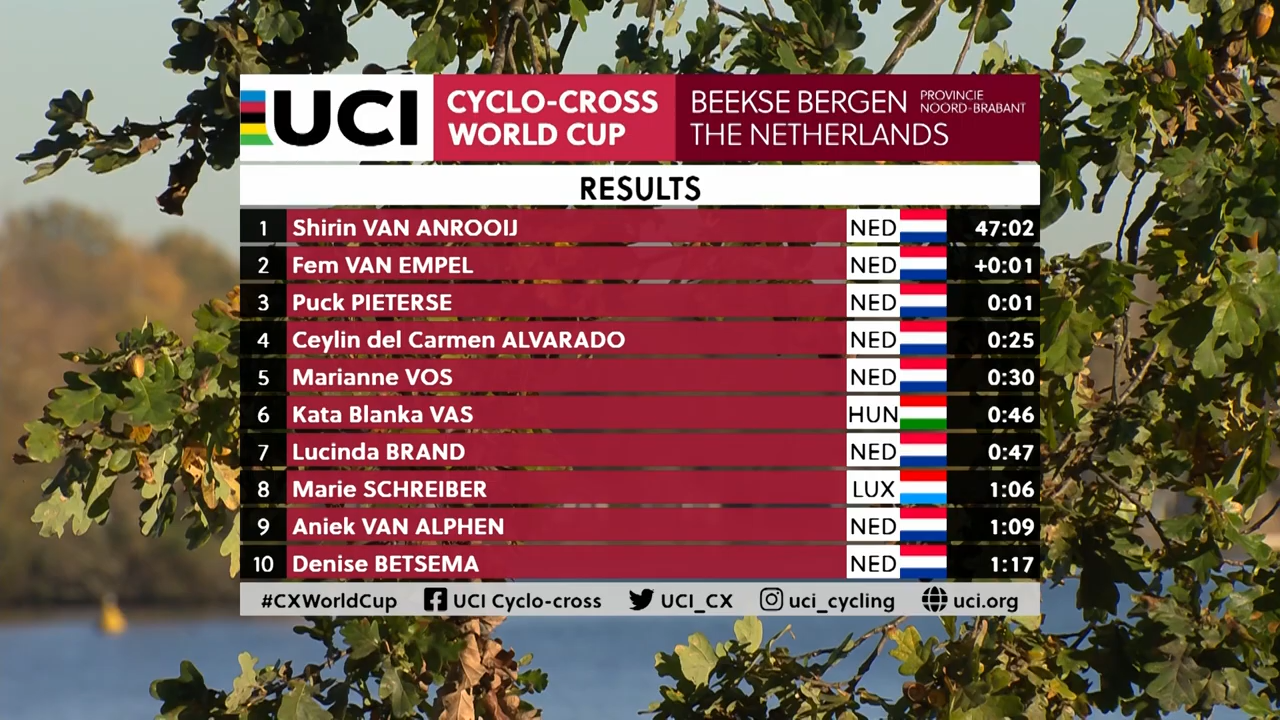 UCI
CYCLO-CROSS
WORLD CUP
BEEKSE BERGEN
THE NETHERLANDS
PROVINCIE
NOORD-BRABANT
RESULTS
1 Shirin VAN ANROOIJ NED 47:02
2 Fem VAN EMPEL NED +0:01
3 Puck PIETERSE NED 0:01
4 Ceylin del Carmen ALVARADO NED 0:25
5 Marianne VOS NED 0:30
6 Kata Blanka VAS HUN 0:46
7 Lucinda BRAND NED 0:47
8 Marie SCHREIBER LUX 1:06
9 Aniek VAN ALPHEN NED 1:09
10 Denise BETSEMA NED 1:17
#CXWorldCup UCI Cyclo-cross UCI_CX uci_cycling uci.org